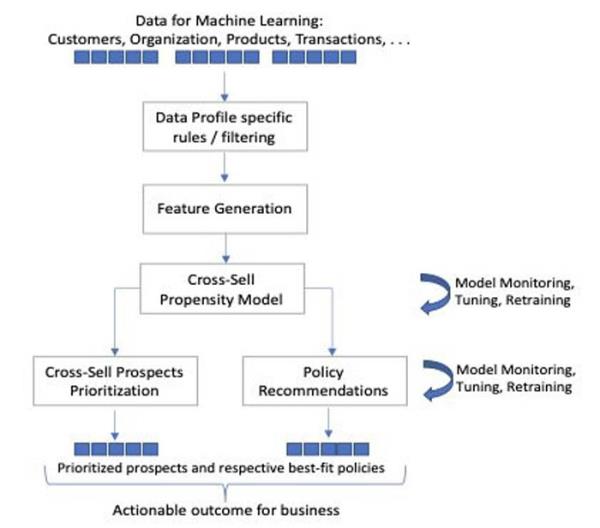 Data for Machine Learning:
Customers, Organization, Products, Transactions, . . .
Data Profile specific
rules / filtering
Feature Generation
Cross-Sell
Propensity Model
Model Monitoring,
Tuning, Retraining
Cross-Sell Prospects
Prioritization
Policy
Recommendations
Model Monitoring,
Tuning, Retraining
Prioritized prospects and respective best-fit policies
Actionable outcome for business